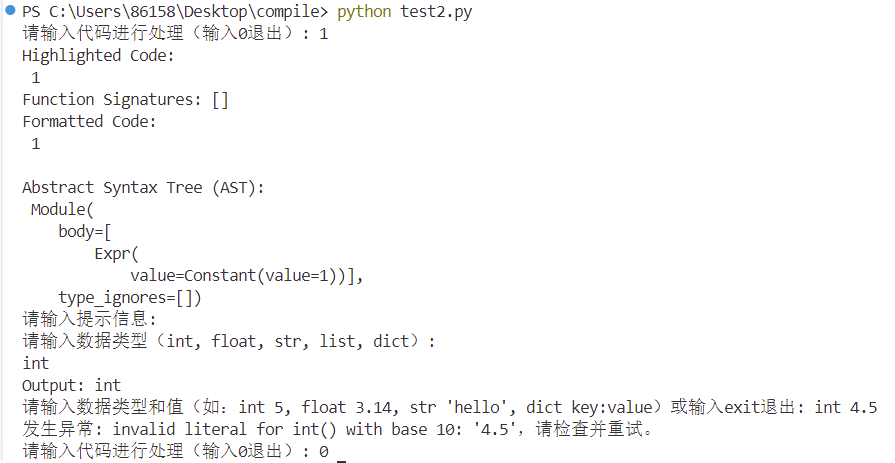 PS C:\Users\86158\Desktop\compile> python test2.py
请输入代码进行处理（输入0退出）: 1
Highlighted Code:
 1
Function Signatures: []
Formatted Code:
 1
Abstract Syntax Tree (AST):
 Module(
    body=[
        Expr(
            value=Constant(value=1))],
    type_ignores=[])
请输入提示信息:
请输入数据类型（int, float, str, list, dict）:
int
Output: int
请输入数据类型和值（如: int 5, float 3.14, str 'hello', dict key:value）或输入exit退出: int 4.5
发生异常: invalid literal for int() with base 10: '4.5'，请检查并重试。
请输入代码进行处理（输入0退出）: 0